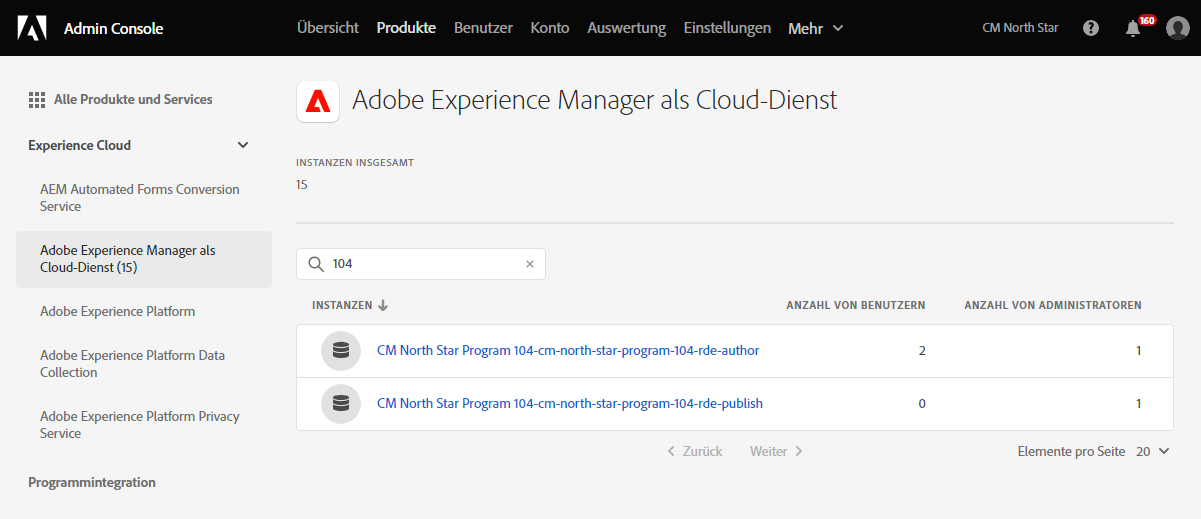 Admin Console
Übersicht Produkte Benutzer Konto Auswertung Einstellungen Mehr
CM North Star
160
Alle Produkte und Services
Experience Cloud
AEM Automated Forms Conversion
Service
Adobe Experience Manager als
Cloud-Dienst (15)
Adobe Experience Platform
Adobe Experience Platform Data
Collection
Adobe Experience Platform Privacy
Service
Programmintegration
Adobe Experience Manager als Cloud-Dienst
INSTANZEN INSGESAMT
15
104
INSTANZEN ANZAHL VON BENUTZERN ANZAHL VON ADMINISTRATOREN
CM North Star Program 104-cm-north-star-program-104-rde-author 2 1
CM North Star Program 104-cm-north-star-program-104-rde-publish 0 1
Zurück Weiter Elemente pro Seite 20